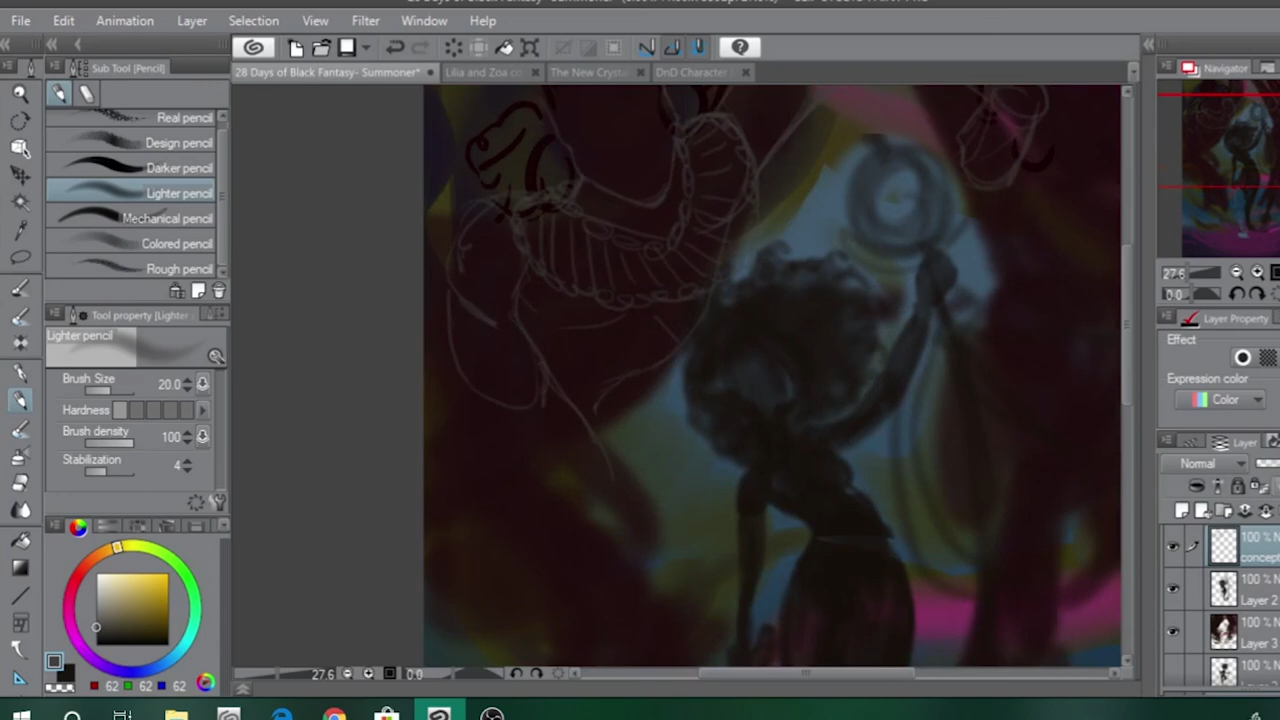 File Edit Animation Layer Selection View Filter Window Help
Sub Tool [Pencil]
28 Days of Black Fantasy- Summoner*
Lilia and Zoa co
The New Cryst
DnD Character
Navigator
Real pencil
Design pencil
Darker pencil
Lighter pencil
Mechanical pencil
Colored pencil
Rough pencil
Tool property [Lighter
Lighter pencil
Brush Size 20.0
Hardness
Brush density 100
Stabilization 4
62 62 62
27.6 0.0
27.6
0.0
Layer Property
Effect
Expression color
Color
Layer
Normal
100 % N
concept
100 % N
Layer 2
100 % N
Layer 3
100 % N